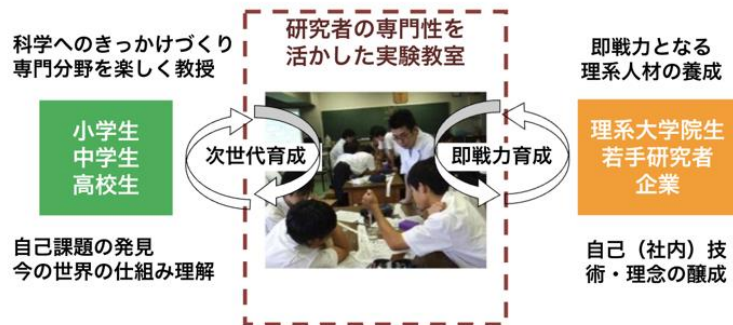 研究者の専門性を
活かした実験教室
科学へのきっかけづくり
専門分野を楽しく教授
小学生
中学生
高校生
自己課題の発見
今の世界の仕組み理解
次世代育成
即戦力育成
即戦力となる
理系人材の養成
理系大学院生
若手研究者
企業
自己（社内）技
術・理念の醸成